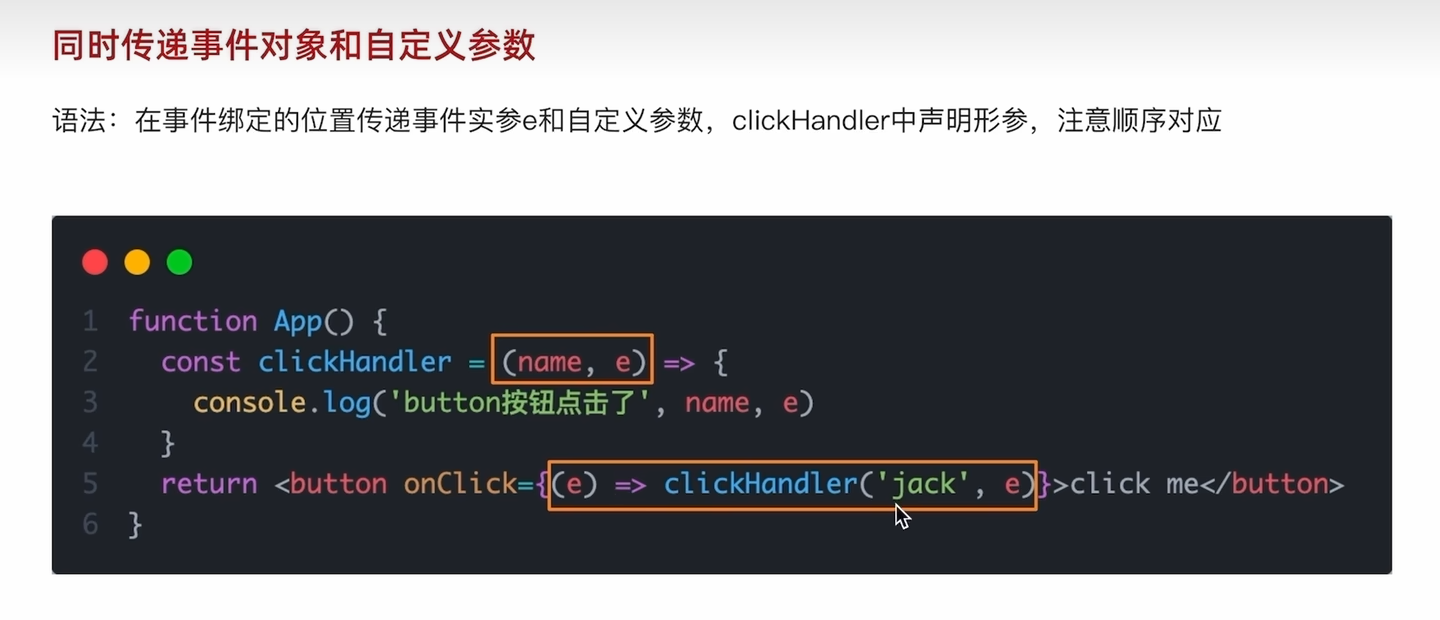 同时传递事件对象和自定义参数
语法：在事件绑定的位置传递事件实参e和自定义参数，clickHandler中声明形参，注意顺序对应
1 function App() {
2 const clickHandler = (name, e) => {
3 console.log('button按钮点击了', name, e)
4 }
5 return <button onClick={(e) => clickHandler('jack', e)}>click me</button>
6 }